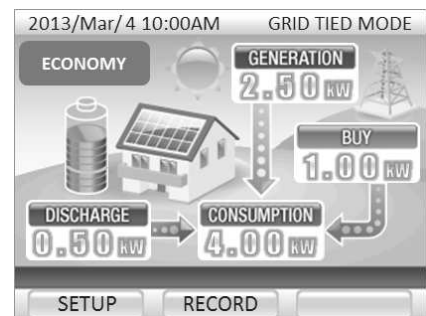 2013/Mar/ 4 10:00AM GRID TIED MODE
ECONOMY
GENERATION
2.50 kW
BUY
1.00 kW
DISCHARGE
0.50 kW
CONSUMPTION
4.00 kW
SETUP RECORD